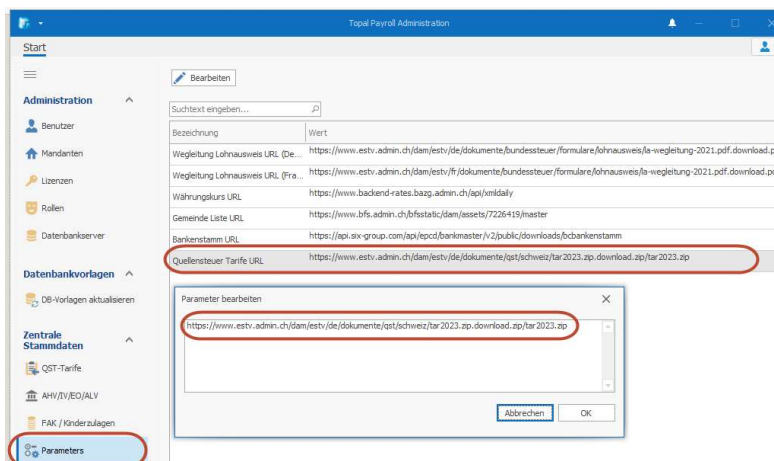 Topal Payroll Administration
Start
Bearbeiten
Administration
Benutzer
Mandanten
Lizenzen
Rollen
Datenbankserver
Datenbankvorlagen
DB-Vorlagen aktualisieren
Zentrale
Stammdaten
QST-Tarife
AHV/IV/EO/ALV
FAK / Kinderzulagen
Parameters
Suchtext eingeben...
Bezeichnung Wert
Wegleitung Lohnausweis URL (De... https://www.estv.admin.ch/dam/estv/de/dokumente/bundessteuer/formulare/lohnausweis/la-wegleitung-2021.pdf.download.p
Wegleitung Lohnausweis URL (Fra... https://www.estv.admin.ch/dam/estv/fr/dokumente/bundessteuer/formulare/lohnausweis/la-wegleitung-2021.pdf.download.pd
Währungskurs URL https://www.backend-rates.bazg.admin.ch/api/xmldaily
Gemeinde Liste URL https://www.bfs.admin.ch/bfsstatic/dam/assets/7226419/master
Bankenstamm URL https://api.six-group.com/api/epcd/bankmaster/v2/public/downloads/bcbankenstamm
Quellensteuer Tarife URL https://www.estv.admin.ch/dam/estv/de/dokumente/qst/schweiz/tar2023.zip.download.zip/tar2023.zip
Parameter bearbeiten
https://www.estv.admin.ch/dam/estv/de/dokumente/qst/schweiz/tar2023.zip.download.zip/tar2023.zip
Abbrechen OK